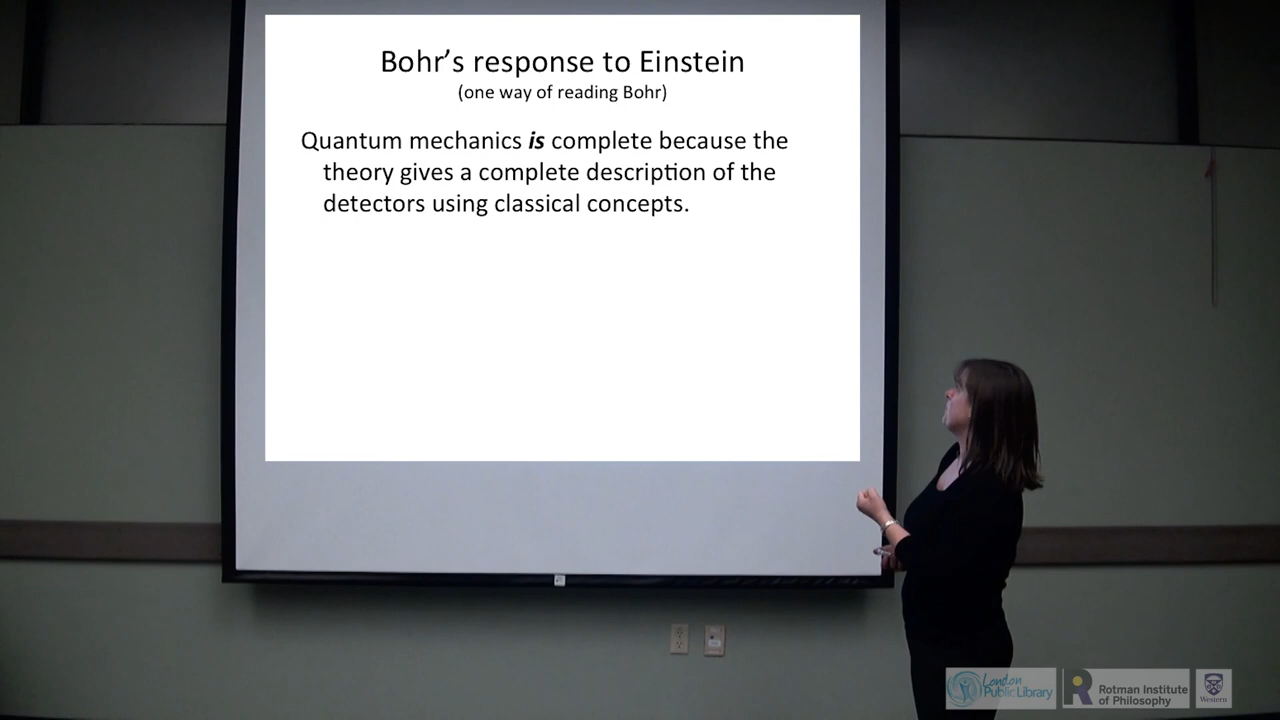 Bohr’s response to Einstein
(one way of reading Bohr)
Quantum mechanics is complete because the
theory gives a complete description of the
detectors using classical concepts.
London
Public Library
R
Rotman Institute
of Philosophy
Western